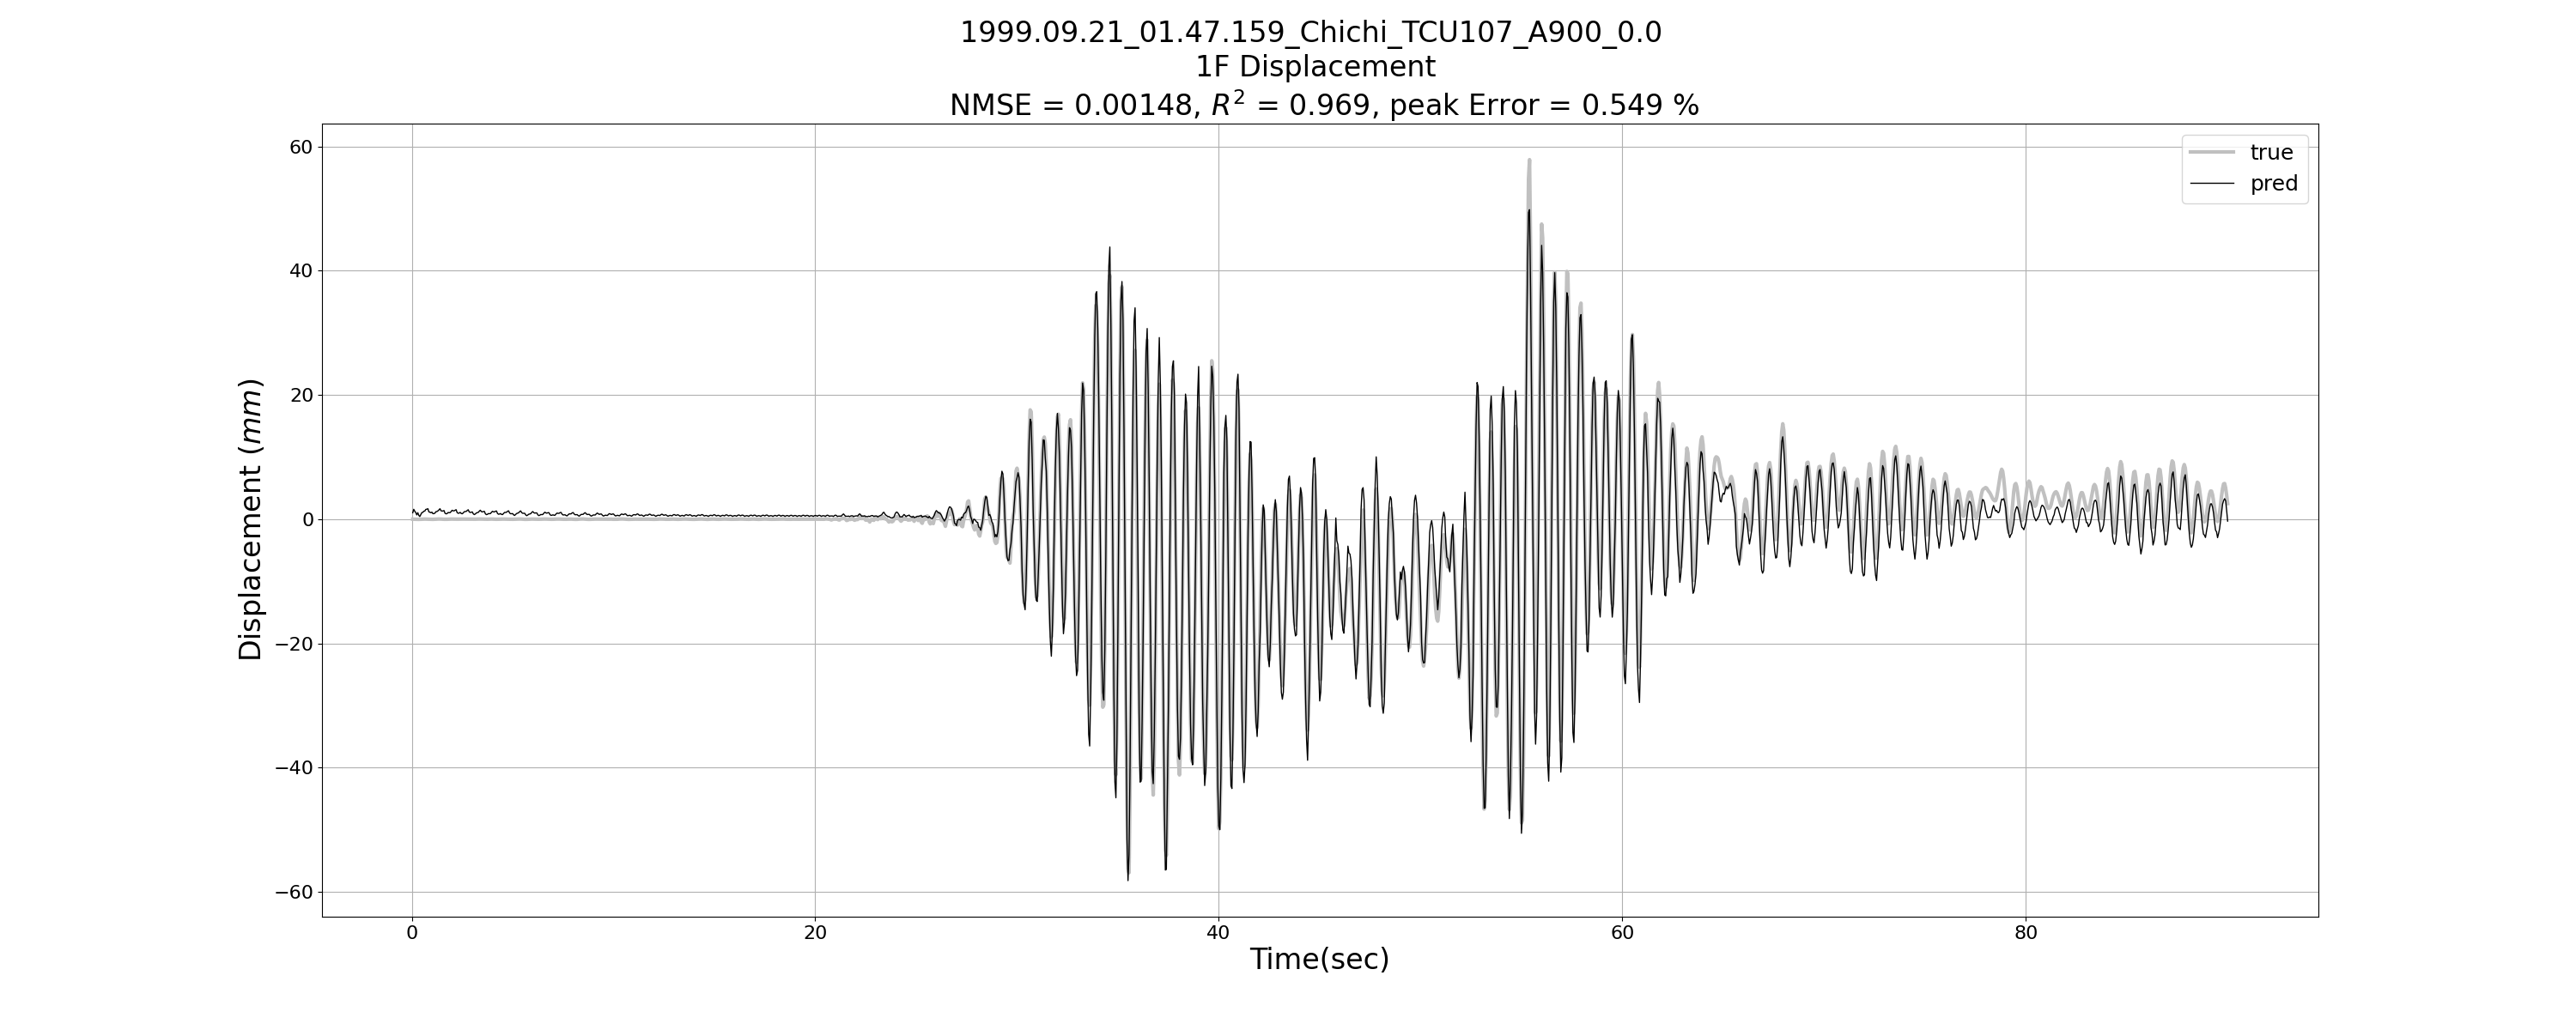 1999.09.21_01.47.159_Chichi_TCU107_A900_0.0
1F Displacement
NMSE = 0.00148, R² = 0.969, peak Error = 0.549 %
true
pred
Displacement (mm)
60
40
20
0
−20
−40
−60
0 20 40 60 80
Time(sec)